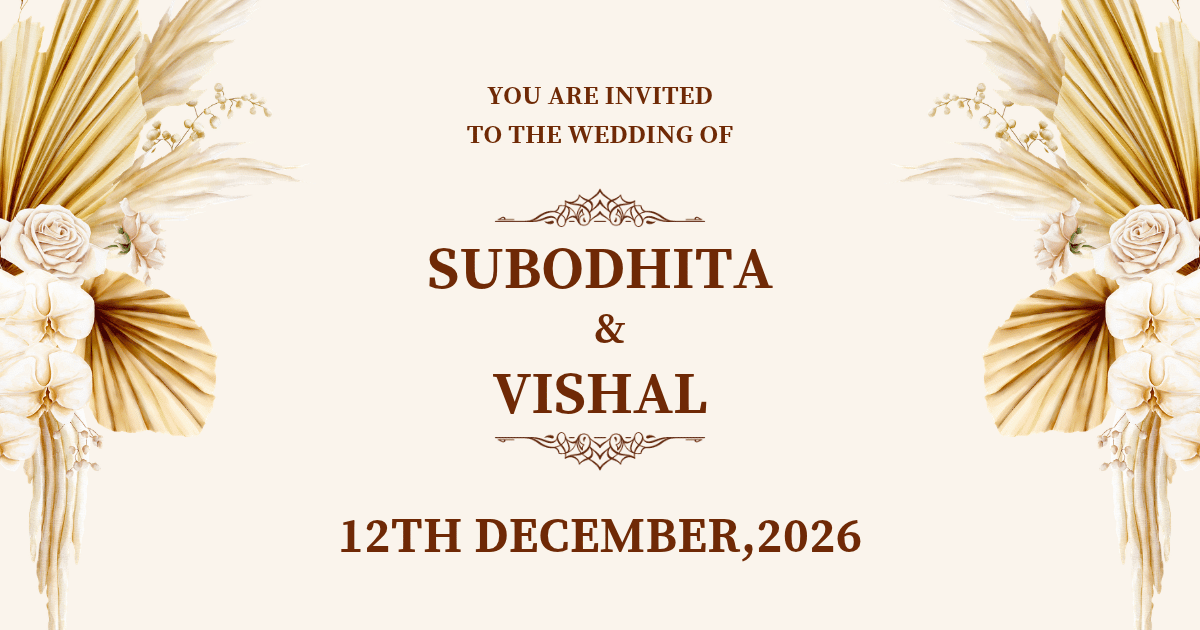 YOU ARE INVITED
TO THE WEDDING OF
SUBODHITA
&
VISHAL
12TH DECEMBER,2026